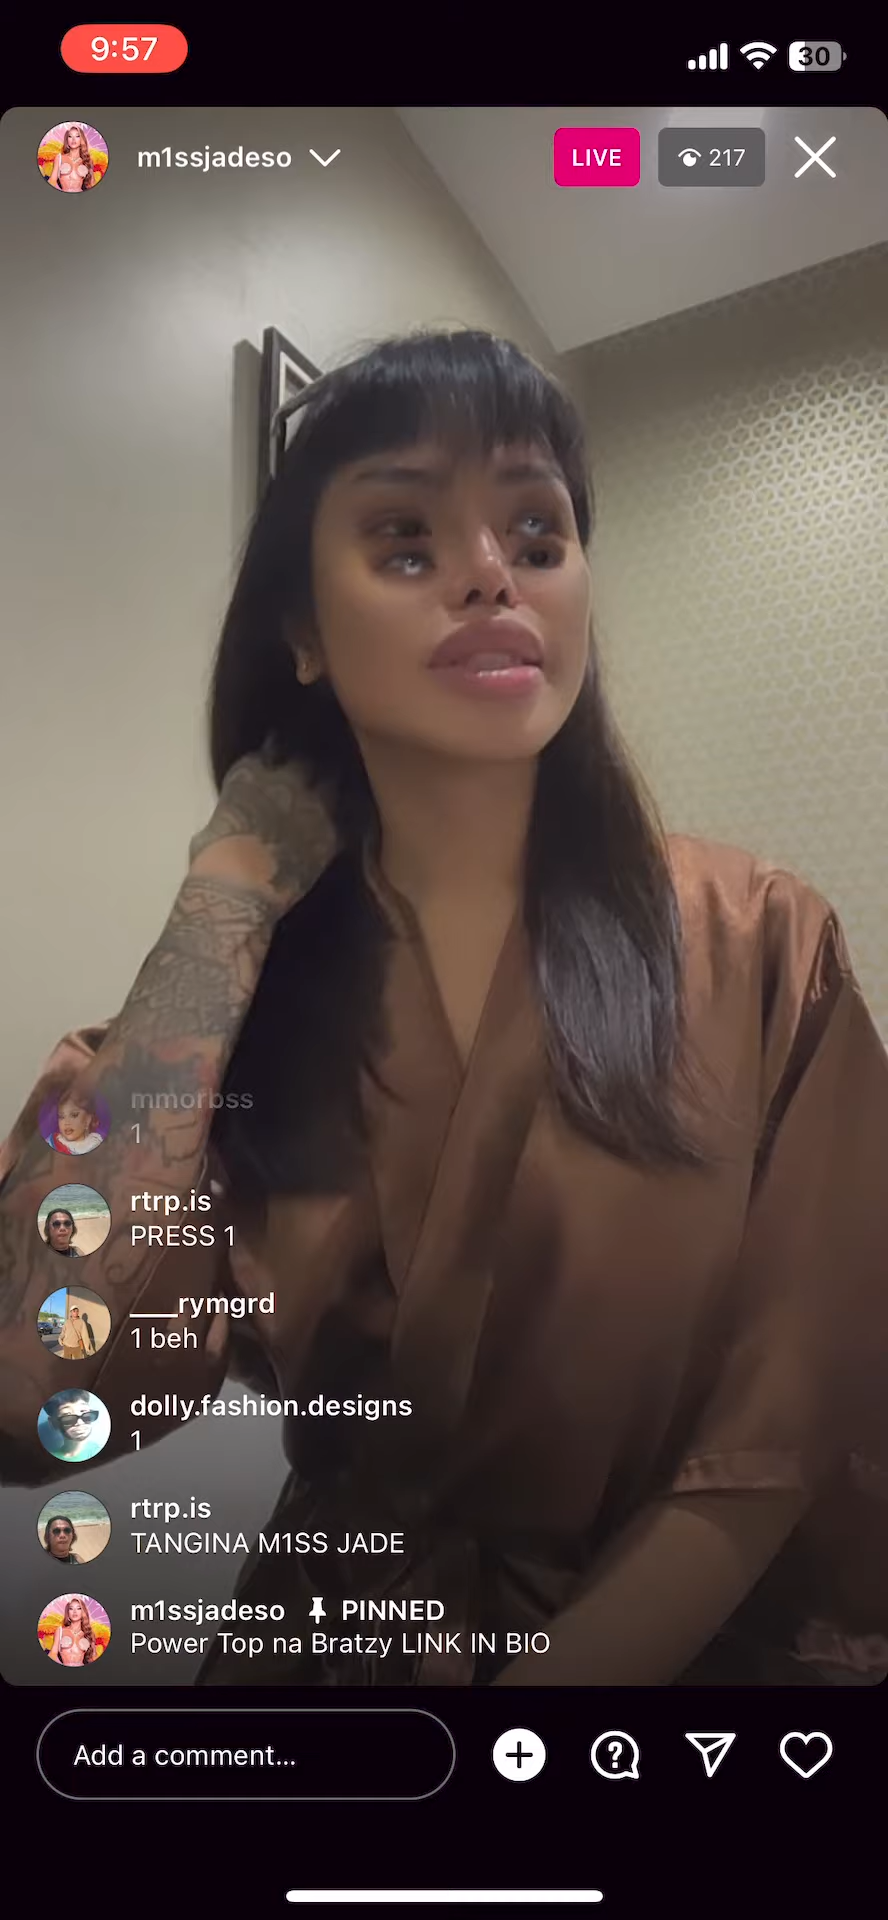 9:57
30
m1ssjadeso
LIVE
217
mmorbss
1
rtrp.is
PRESS 1
___rymgrd
1 beh
dolly.fashion.designs
1
rtrp.is
TANGINA M1SS JADE
m1ssjadeso PINNED
Power Top na Bratzy LINK IN BIO
Add a comment...